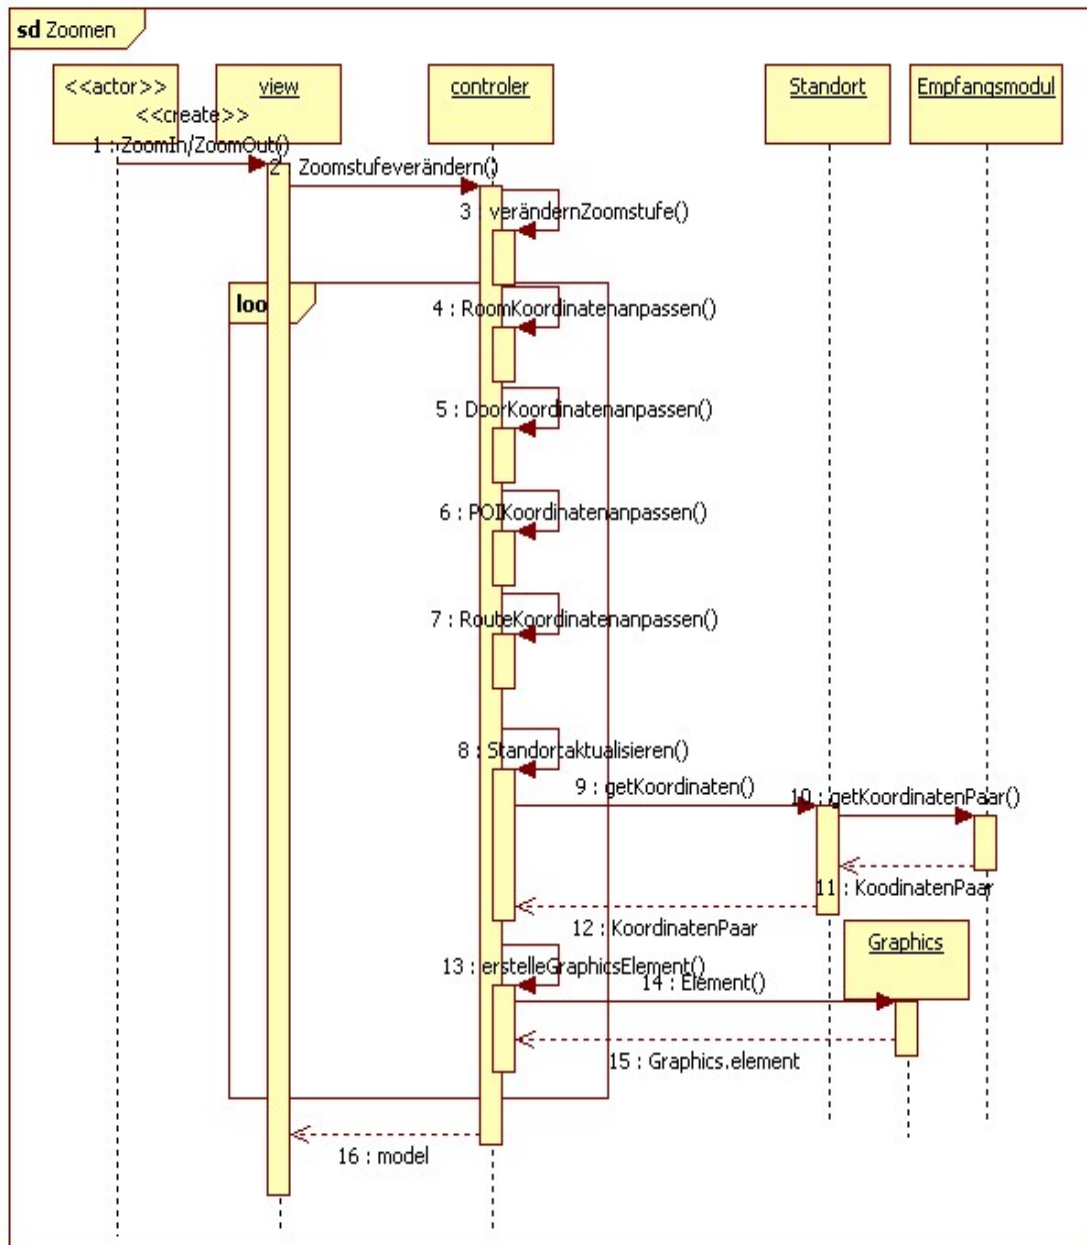 sd Zoomen
<<actor>>
view
controler
Standort
Empfangsmodul
<<create>>
1 : ZoomIn/ZoomOut()
2 : Zoomstufeverändern()
3 : verändernZoomstufe()
loo
4 : RoomKoordinatenanpassen()
5 : DoorKoordinatenanpassen()
6 : POIKoordinatenanpassen()
7 : RouteKoordinatenanpassen()
8 : Standortaktualisieren()
9 : getKoordinaten()
10 : getKoordinatenPaar()
11 : KoodinatenPaar
12 : KoordinatenPaar
Graphics
13 : erstelleGraphicsElement()
14 : Element()
15 : Graphics.element
16 : model